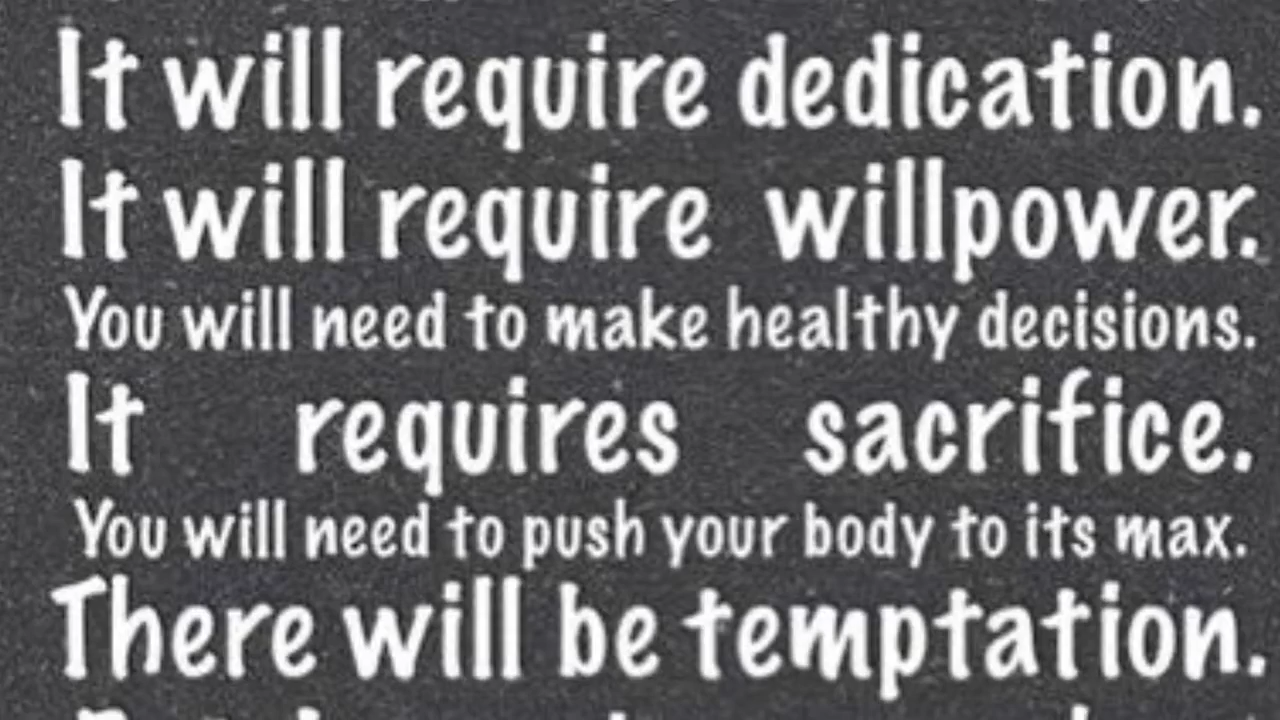 It will require dedication.
It will require willpower.
You will need to make healthy decisions.
It requires sacrifice.
You will need to push your body to its max.
There will be temptation.